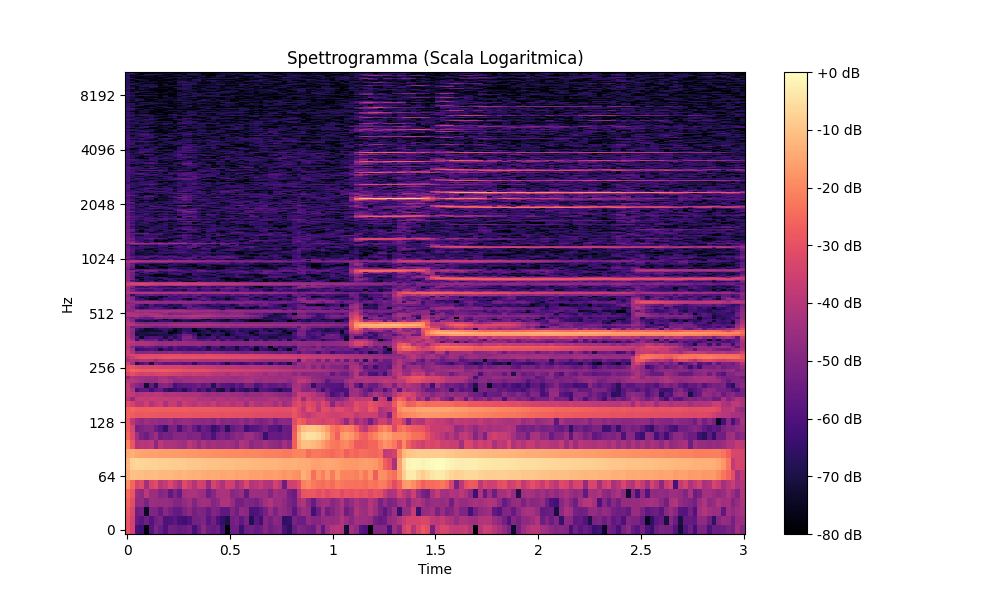 Spettrogramma (Scala Logaritmica)
Hz
8192
4096
2048
1024
512
256
128
64
0
0
0.5
1
1.5
2
2.5
3
Time
+0 dB
-10 dB
-20 dB
-30 dB
-40 dB
-50 dB
-60 dB
-70 dB
-80 dB